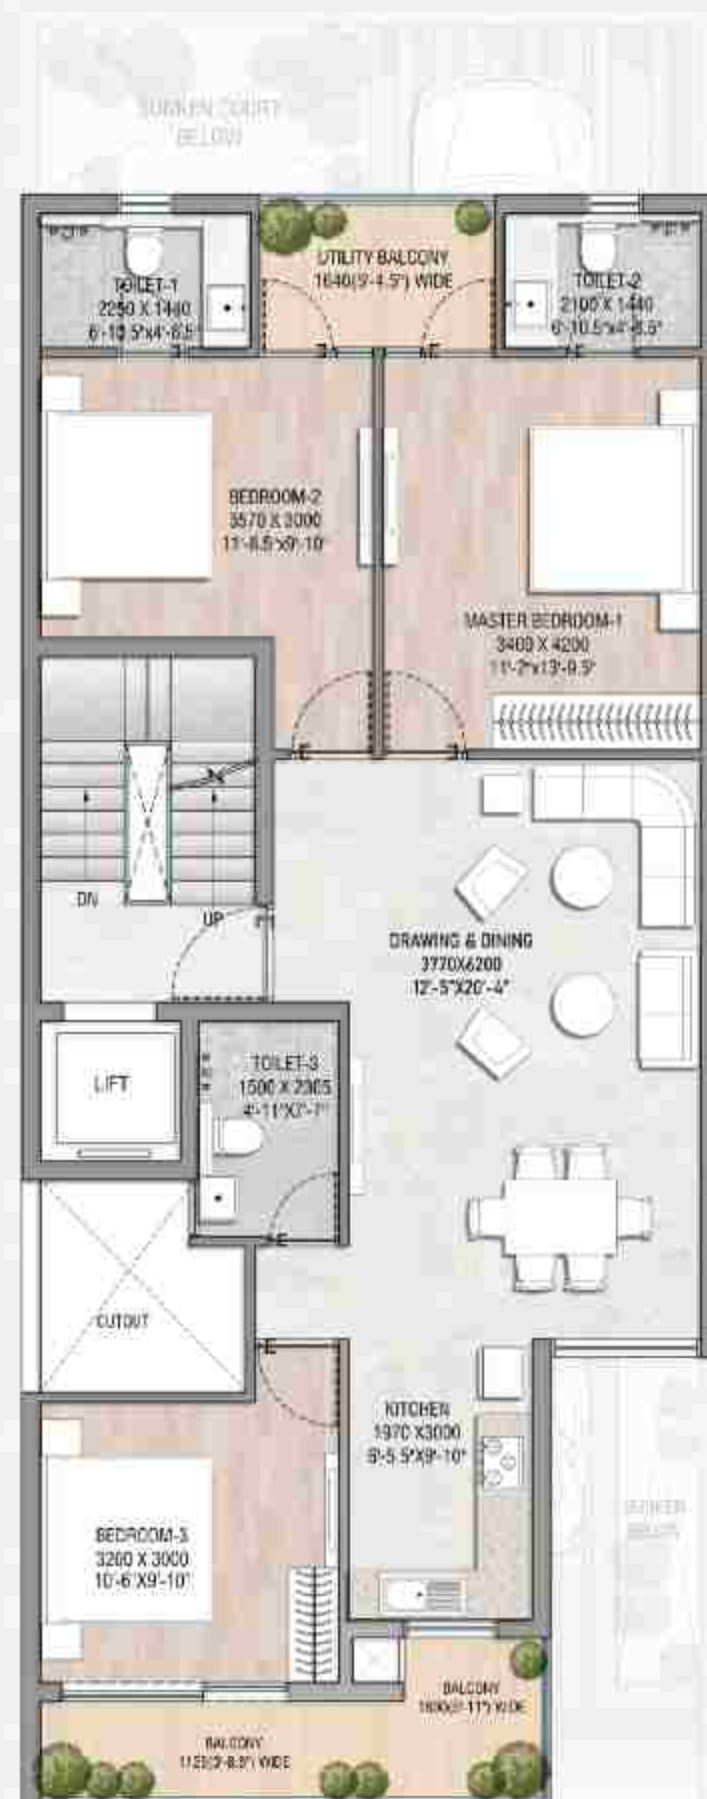 SUNKEN COURT
BELOW
UTILITY BALCONY
1640(5'-4.5") WIDE
TOILET-1
2250 X 1440
6'-10.5"x4'-8.5"
TOILET-2
2100 X 1440
6'-10.5"x4'-8.5"
BEDROOM-2
3570 X 3000
11'-8.5"x9'-10"
MASTER BEDROOM-1
3400 X 4200
11'-2"x13'-9.5"
DN
UP
DRAWING & DINING
3770X6200
12'-5"X20'-4"
LIFT
TOILET-3
1500 X 2305
4'-11"X7'-7"
CUTOUT
KITCHEN
1970 X3000
6'-5.5"X9'-10"
BEDROOM-3
3200 X 3000
10'-6"X9'-10"
BALCONY
WIDE
BALCONY
WIDE